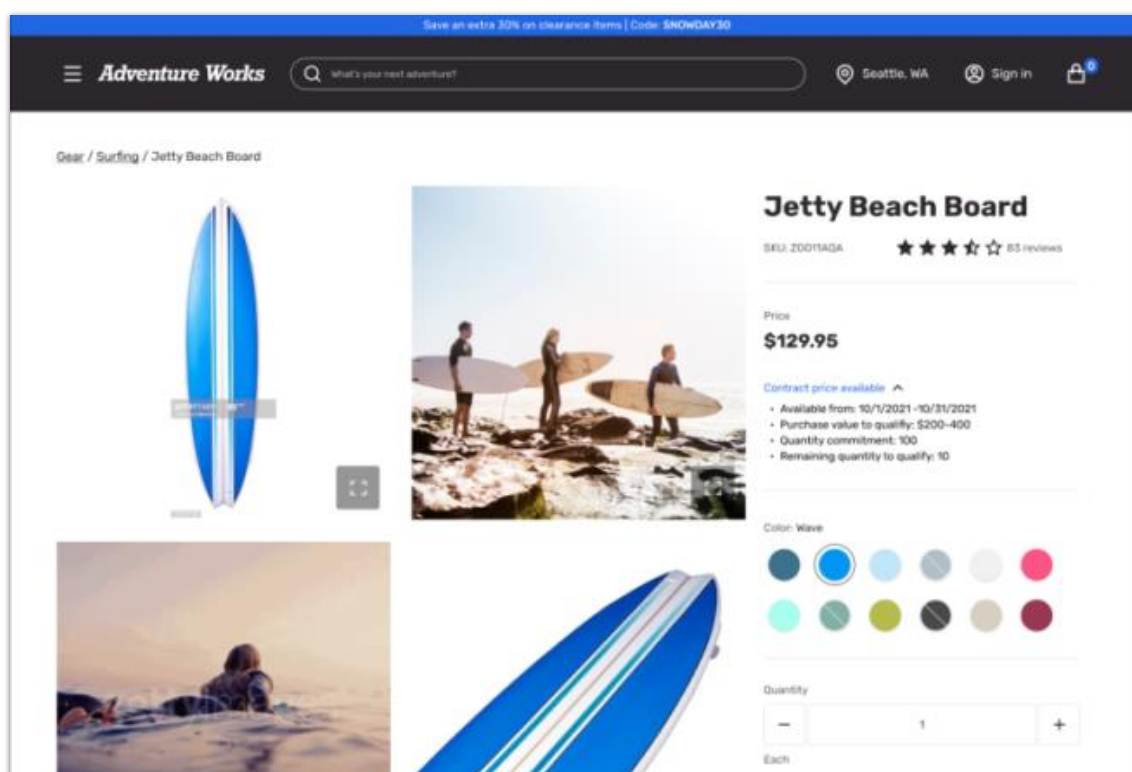 Save an extra 30% on clearance items | Code: SNOWDAY30
Adventure Works
What's your next adventure?
Seattle, WA
Sign in
0
Gear / Surfing / Jetty Beach Board
Jetty Beach Board
SKU: ZDO11AQA
83 reviews
Price
$129.95
Contract price available
• Available from: 10/1/2021 -10/31/2021
• Purchase value to qualifiy: $200-400
• Quantity commitment: 100
• Remaining quantity to qualify: 10
Color: Wave
Quantity
− 1 +
Each